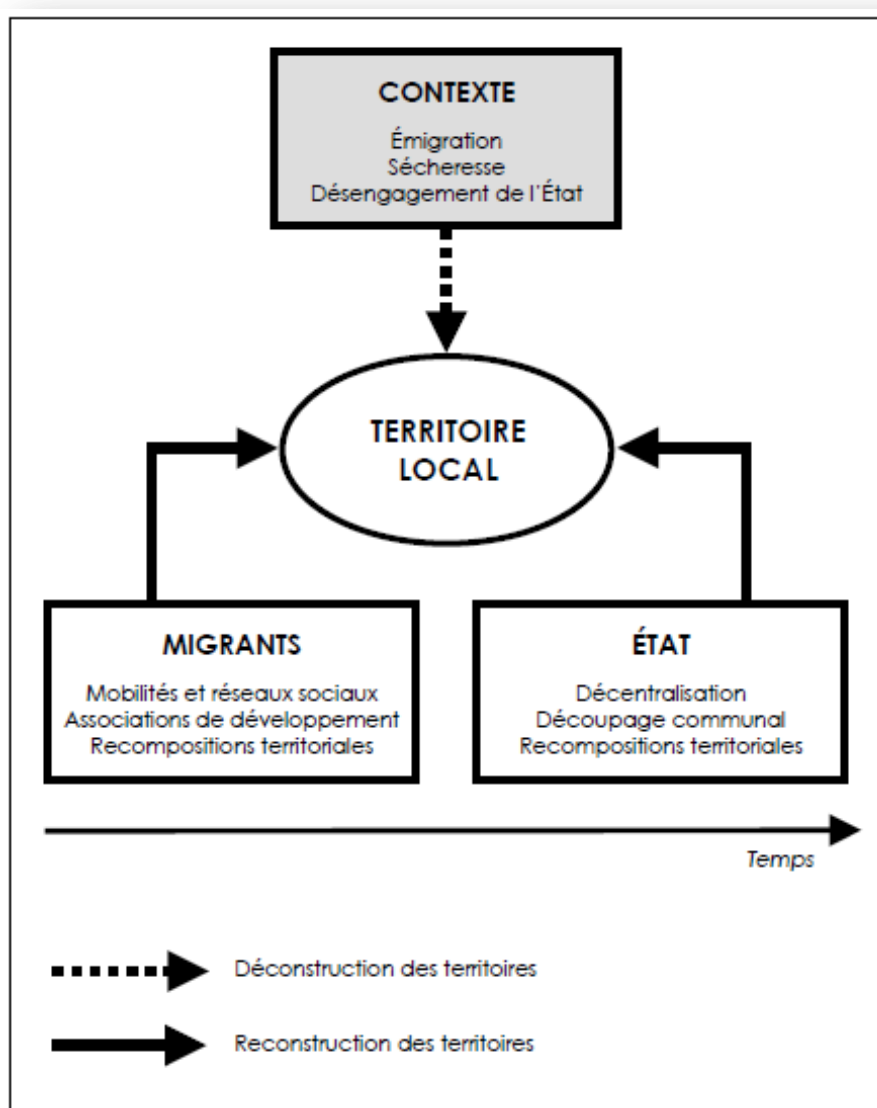 CONTEXTE
Émigration
Sécheresse
Désengagement de l'État
TERRITOIRE
LOCAL
MIGRANTS
Mobilités et réseaux sociaux
Associations de développement
Recompositions territoriales
ÉTAT
Décentralisation
Découpage communal
Recompositions territoriales
Temps
Déconstruction des territoires
Reconstruction des territoires